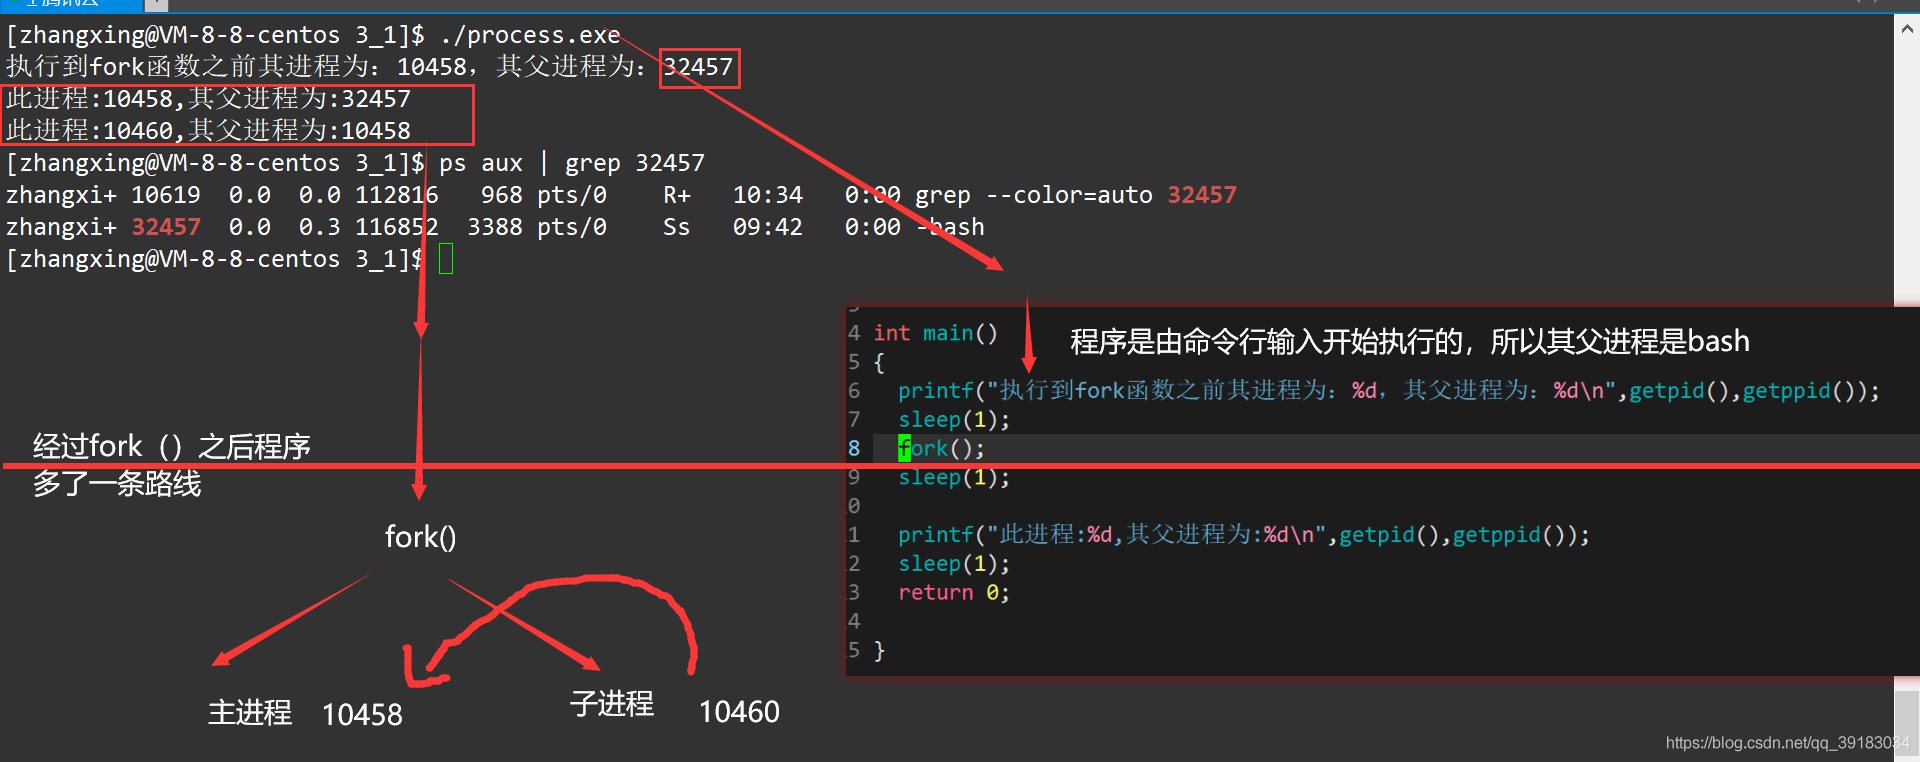 [zhangxing@VM-8-8-centos 3_1]$ ./process.exe
执行到fork函数之前其进程为：10458，其父进程为：32457
此进程:10458,其父进程为:32457
此进程:10460,其父进程为:10458
[zhangxing@VM-8-8-centos 3_1]$ ps aux | grep 32457
zhangxi+ 10619  0.0  0.0 112816   968 pts/0    R+   10:34   0:00 grep --color=auto 32457
zhangxi+ 32457  0.0  0.3 116852  3388 pts/0    Ss   09:42   0:00 -bash
[zhangxing@VM-8-8-centos 3_1]$
4 int main()
程序是由命令行输入开始执行的，所以其父进程是bash
5 {
6   printf("执行到fork函数之前其进程为：%d，其父进程为：%d\n",getpid(),getppid());
7   sleep(1);
8   fork();
9   sleep(1);
0
1   printf("此进程:%d,其父进程为:%d\n",getpid(),getppid());
2   sleep(1);
3   return 0;
4
5 }
经过fork（）之后程序
多了一条路线
fork()
主进程 10458
子进程 10460
https://blog.csdn.net/qq_39183034